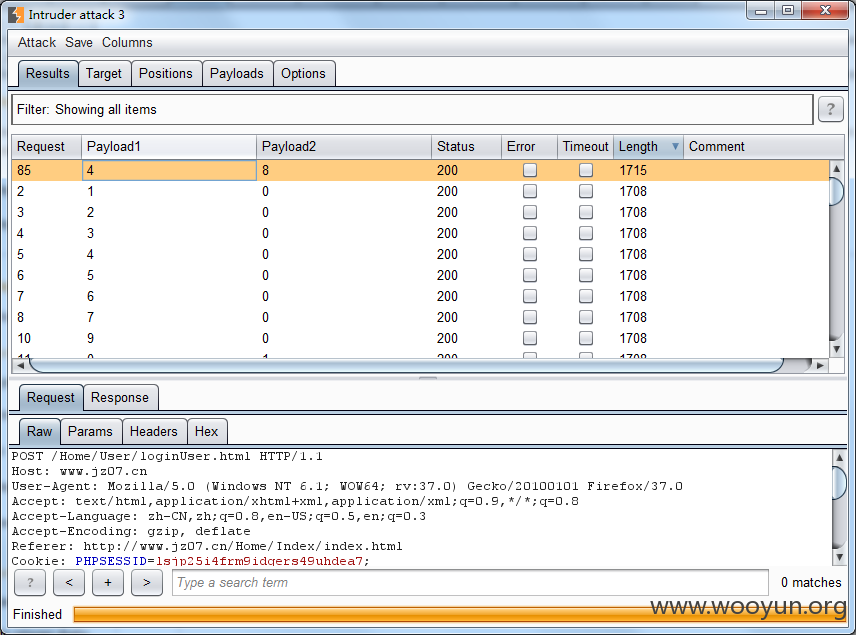 Intruder attack 3
Attack Save Columns
Results Target Positions Payloads Options
Filter: Showing all items ?
Request Payload1 Payload2 Status Error Timeout Length Comment
85 4 8 200 1715
2 1 0 200 1708
3 2 0 200 1708
4 3 0 200 1708
5 4 0 200 1708
6 5 0 200 1708
7 6 0 200 1708
8 7 0 200 1708
10 9 0 200 1708
11 0 1 200 1708
Request Response
Raw Params Headers Hex
POST /Home/User/loginUser.html HTTP/1.1
Host: www.jz07.cn
User-Agent: Mozilla/5.0 (Windows NT 6.1; WOW64; rv:37.0) Gecko/20100101 Firefox/37.0
Accept: text/html,application/xhtml+xml,application/xml;q=0.9,*/*;q=0.8
Accept-Language: zh-CN,zh;q=0.8,en-US;q=0.5,en;q=0.3
Accept-Encoding: gzip, deflate
Referer: http://www.jz07.cn/Home/Index/index.html
Cookie: PHPSESSID=lsjp25i4frm9idqers49uhdea7;
? < + > Type a search term 0 matches
Finished
www.wooyun.org